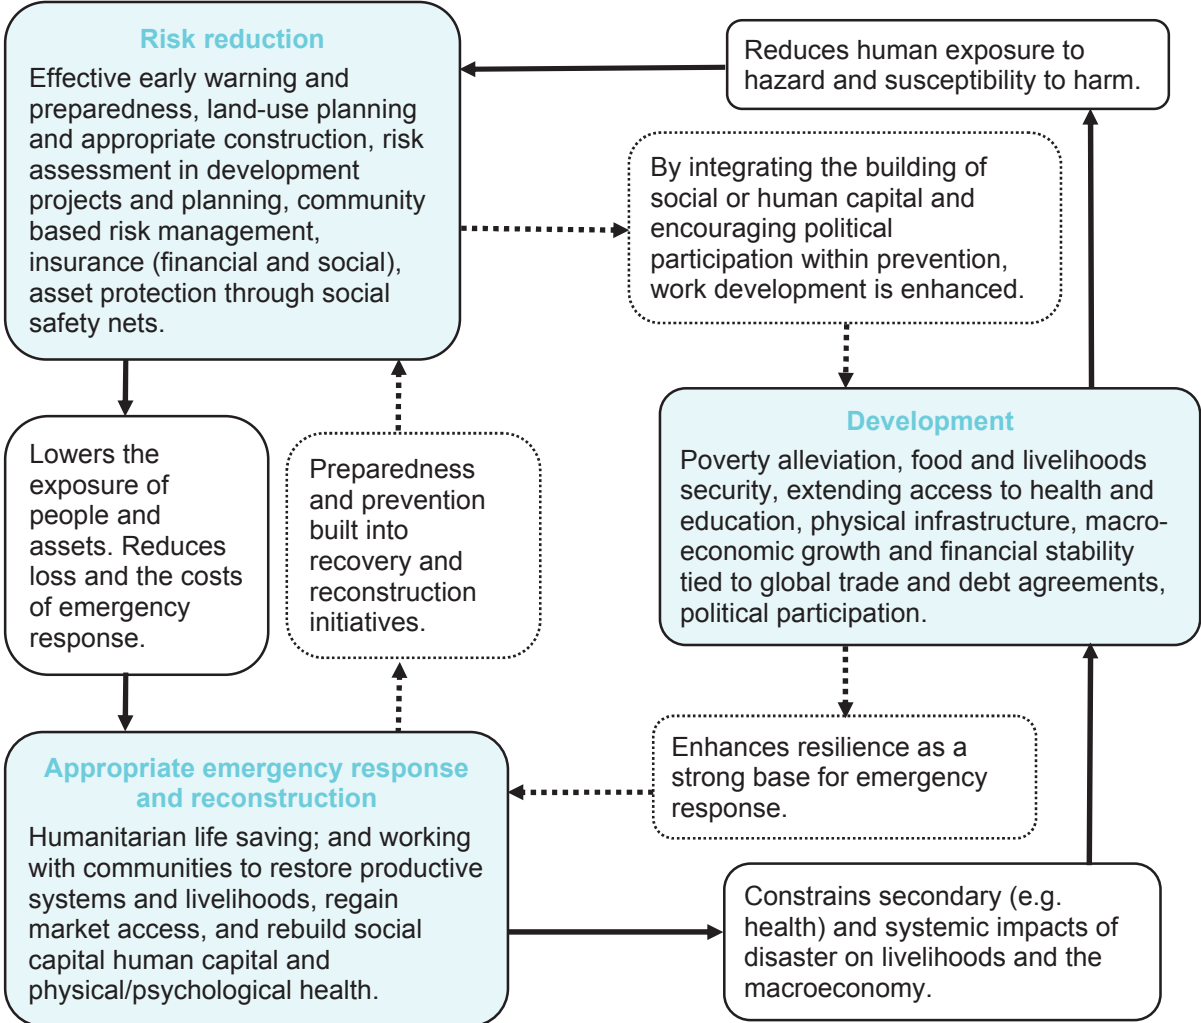 Risk reduction
Effective early warning and
preparedness, land-use planning
and appropriate construction, risk
assessment in development
projects and planning, community
based risk management,
insurance (financial and social),
asset protection through social
safety nets.
Reduces human exposure to
hazard and susceptibility to harm.
By integrating the building of
social or human capital and
encouraging political
participation within prevention,
work development is enhanced.
Lowers the
exposure of
people and
assets. Reduces
loss and the costs
of emergency
response.
Preparedness
and prevention
built into
recovery and
reconstruction
initiatives.
Development
Poverty alleviation, food and livelihoods
security, extending access to health and
education, physical infrastructure, macro-
economic growth and financial stability
tied to global trade and debt agreements,
political participation.
Enhances resilience as a
strong base for emergency
response.
Appropriate emergency response
and reconstruction
Humanitarian life saving; and working
with communities to restore productive
systems and livelihoods, regain
market access, and rebuild social
capital human capital and
physical/psychological health.
Constrains secondary (e.g.
health) and systemic impacts of
disaster on livelihoods and the
macroeconomy.